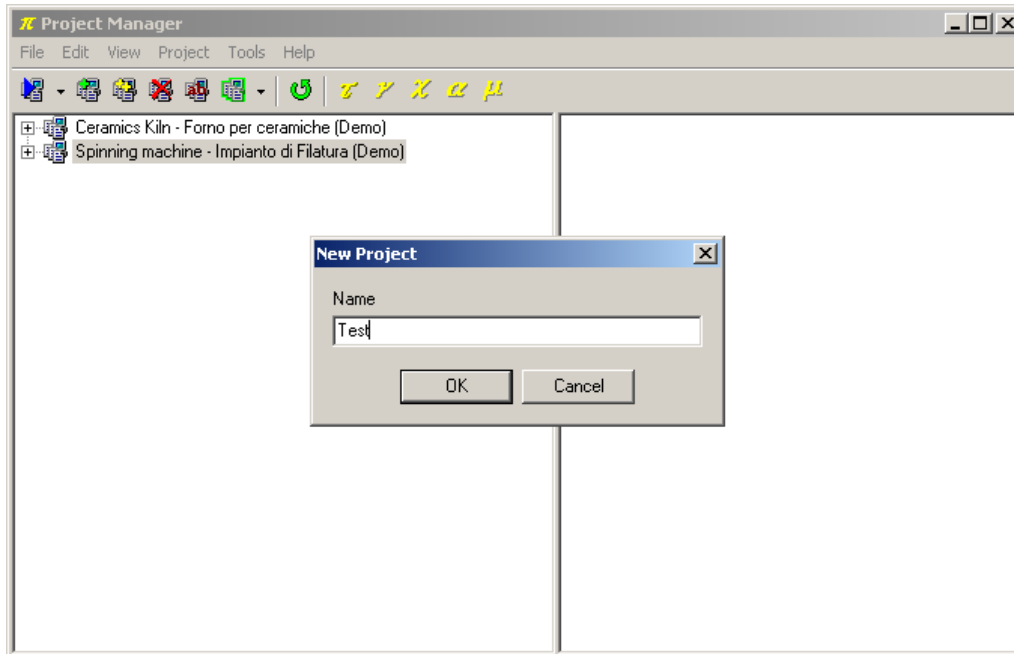 π Project Manager
File Edit View Project Tools Help
ab τ γ χ α μ
Ceramics Kiln - Forno per ceramiche (Demo)
Spinning machine - Impianto di Filatura (Demo)
New Project
Name
Test
OK Cancel